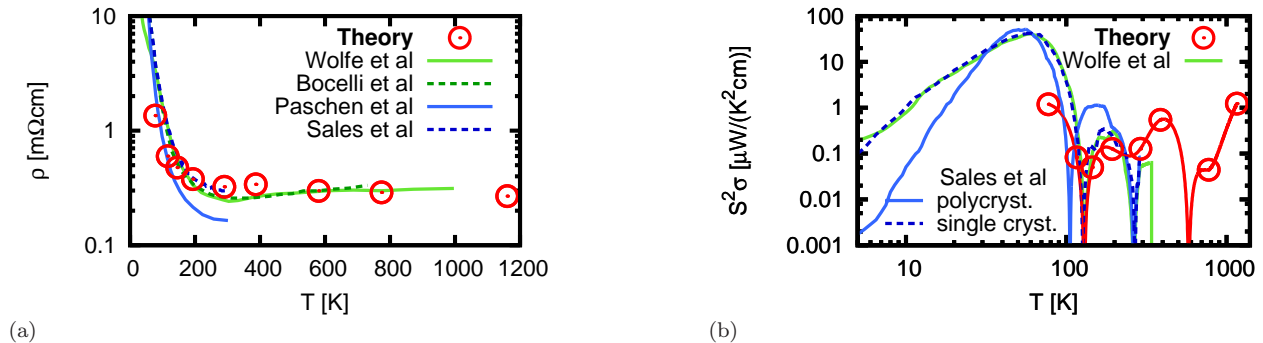 10
1
0.1
ρ [mΩcm]
0 200 400 600 800 1000 1200
T [K]
Theory
Wolfe et al
Bocelli et al
Paschen et al
Sales et al
(a)
100
10
1
0.1
0.01
0.001
S²σ [μW/(K²cm)]
10 100 1000
T [K]
Theory
Wolfe et al
Sales et al
polycryst.
single cryst.
(b)